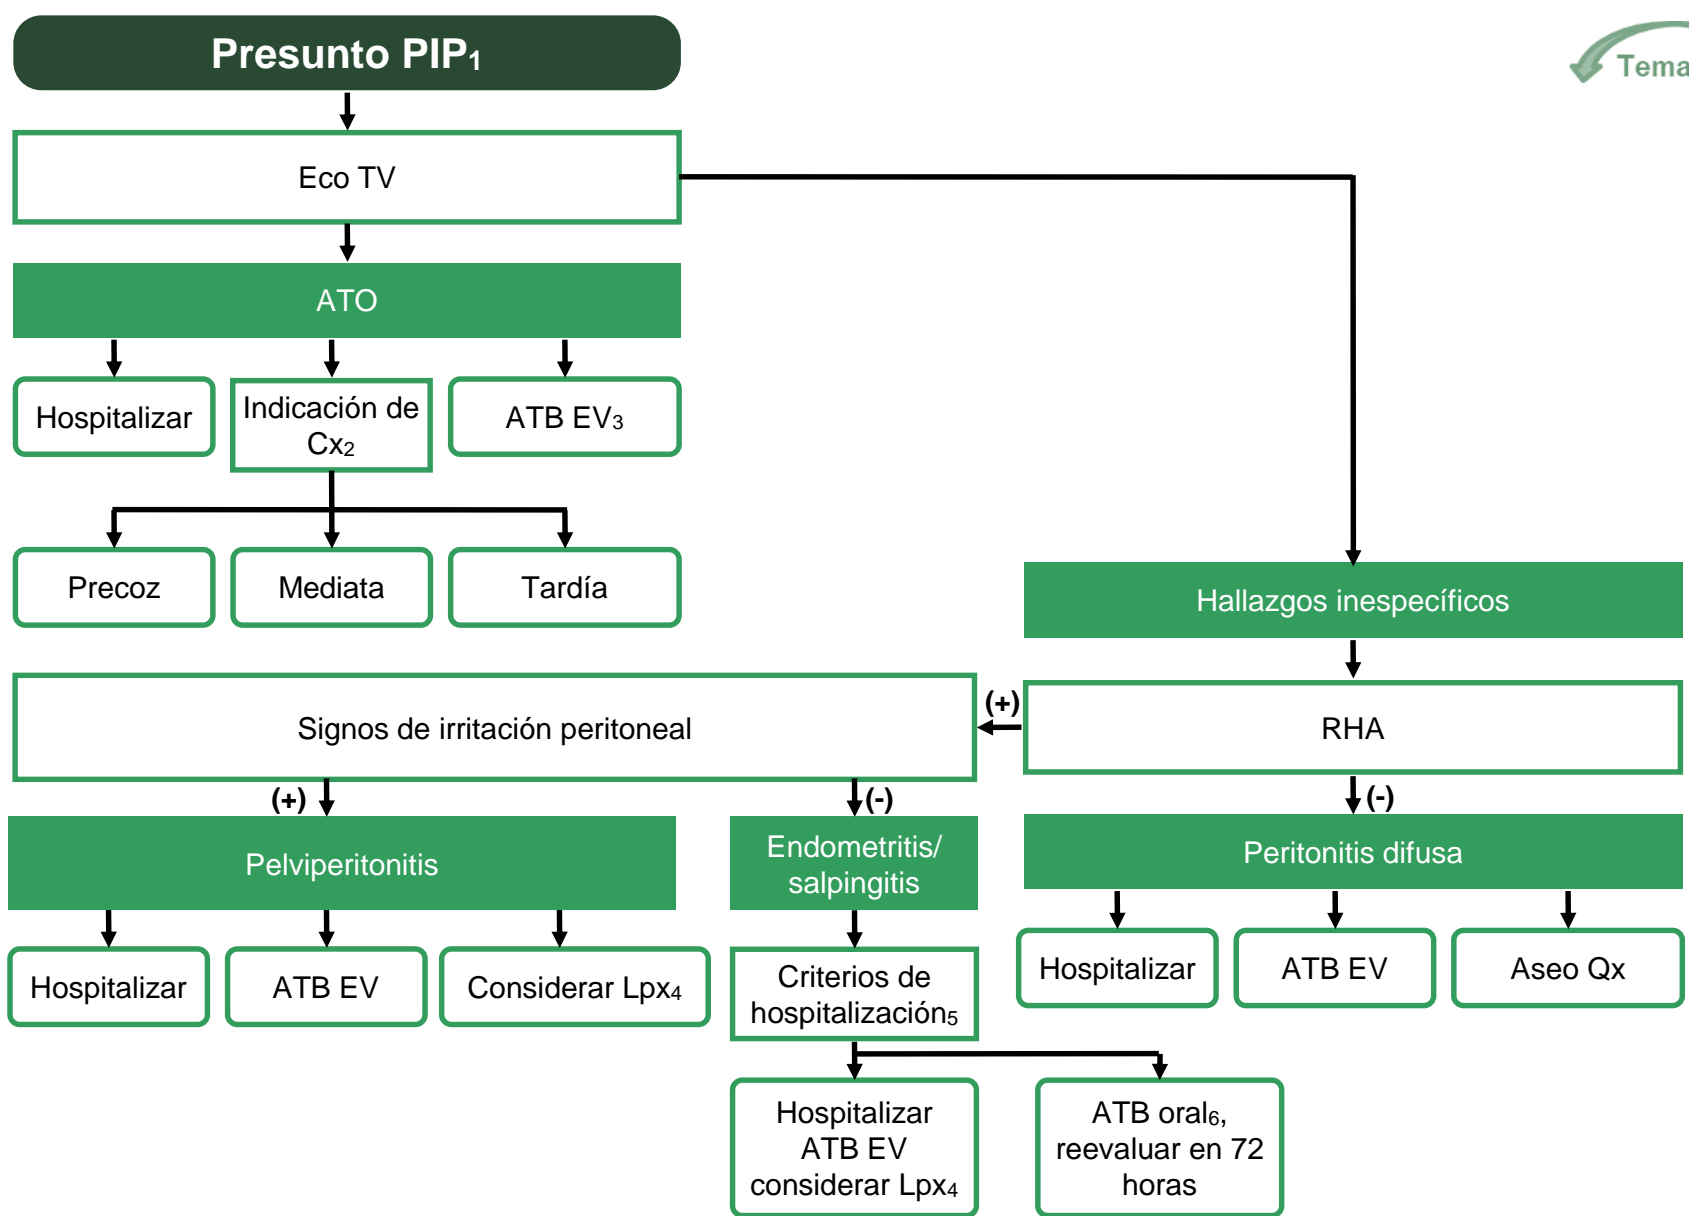 Presunto PIP1
Tema
Eco TV
ATO
Hospitalizar
Indicación de
Cx2
ATB EV3
Precoz
Mediata
Tardía
Hallazgos inespecíficos
Signos de irritación peritoneal
(+)
RHA
(+)
(-)
(-)
Pelviperitonitis
Endometritis/
salpingitis
Peritonitis difusa
Hospitalizar
ATB EV
Considerar Lpx4
Criterios de
hospitalización5
Hospitalizar
ATB EV
Aseo Qx
Hospitalizar
ATB EV
considerar Lpx4
ATB oral6,
reevaluar en 72
horas